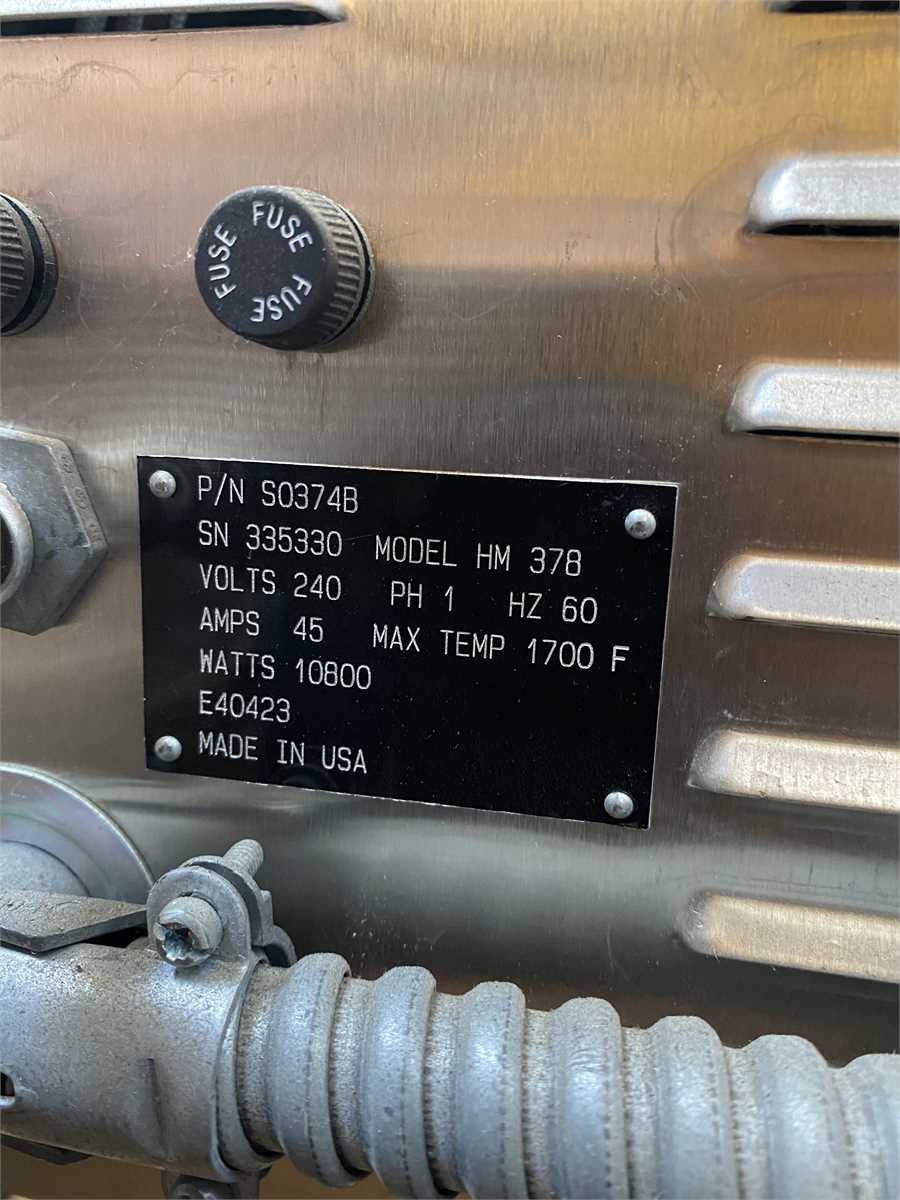 FUSE FUSE FUSE
P/N S0374B
SN 335330 MODEL HM 378
VOLTS 240 PH 1 HZ 60
AMPS 45 MAX TEMP 1700 F
WATTS 10800
E40423
MADE IN USA